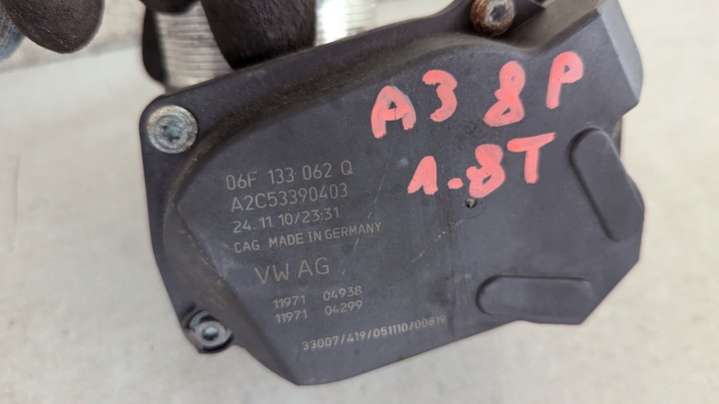 A3 8P
1.8T
06F 133 062 Q
A2C53390403
24.11.10/23:31
CAG MADE IN GERMANY
VW AG
11971 04938
11971 04299
33007/419/051110/00819